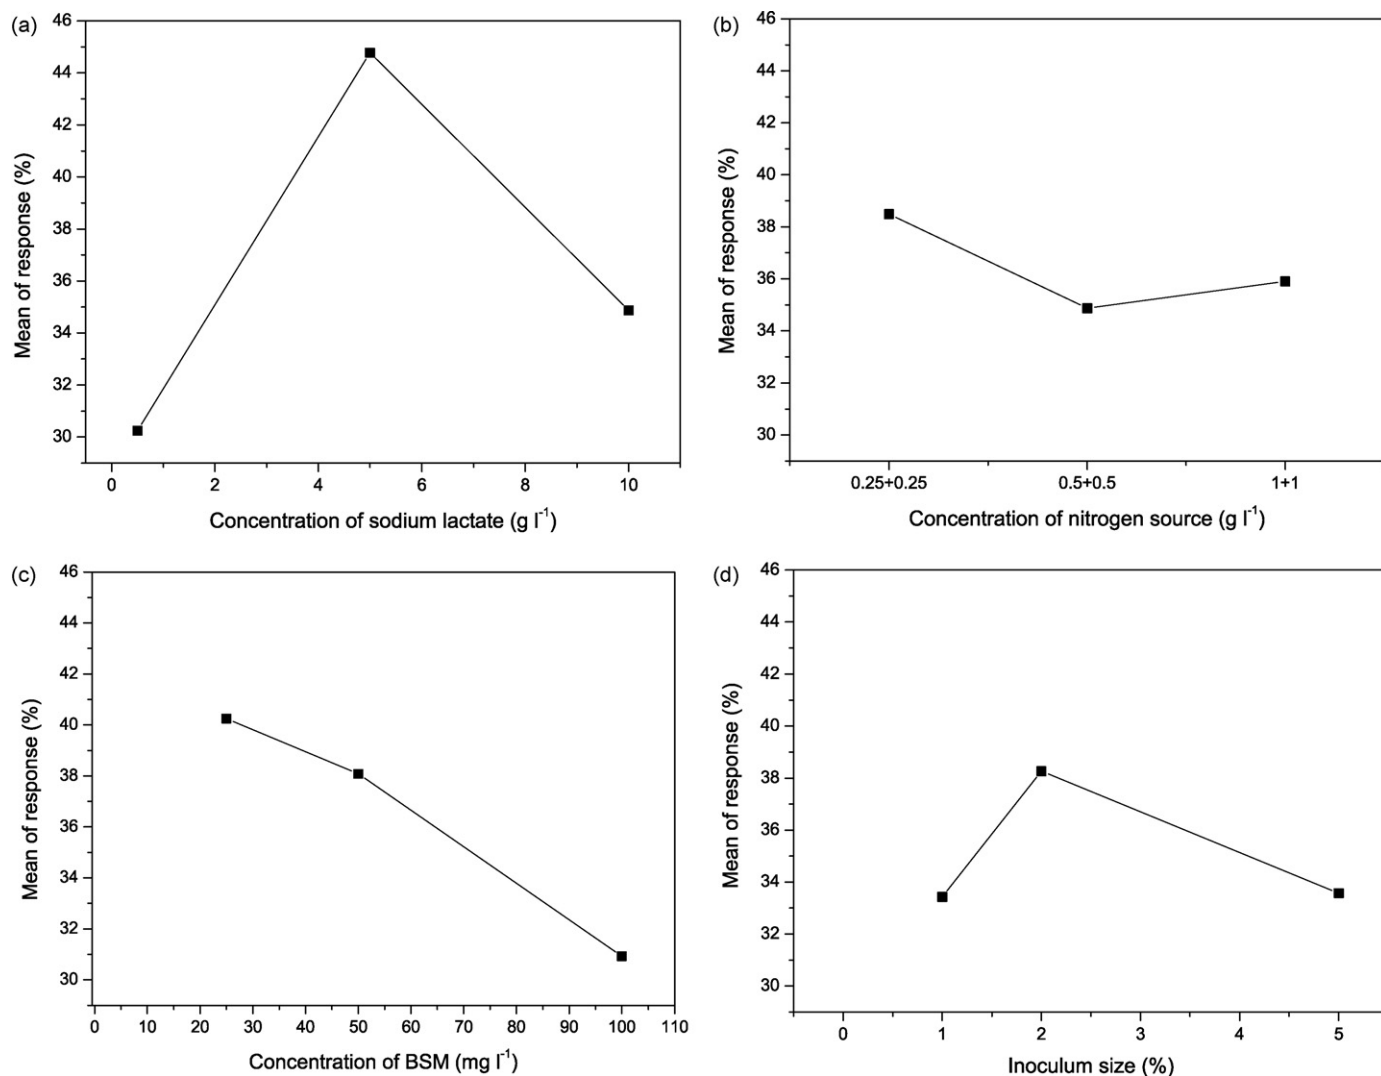 (a)
46
44
42
40
38
36
34
32
30
Mean of response (%)
0 2 4 6 8 10
Concentration of sodium lactate (g l⁻¹)
(b)
46
44
42
40
38
36
34
32
30
Mean of response (%)
0.25+0.25 0.5+0.5 1+1
Concentration of nitrogen source (g l⁻¹)
(c)
46
44
42
40
38
36
34
32
30
Mean of response (%)
0 10 20 30 40 50 60 70 80 90 100 110
Concentration of BSM (mg l⁻¹)
(d)
46
44
42
40
38
36
34
32
30
Mean of response (%)
0 1 2 3 4 5
Inoculum size (%)